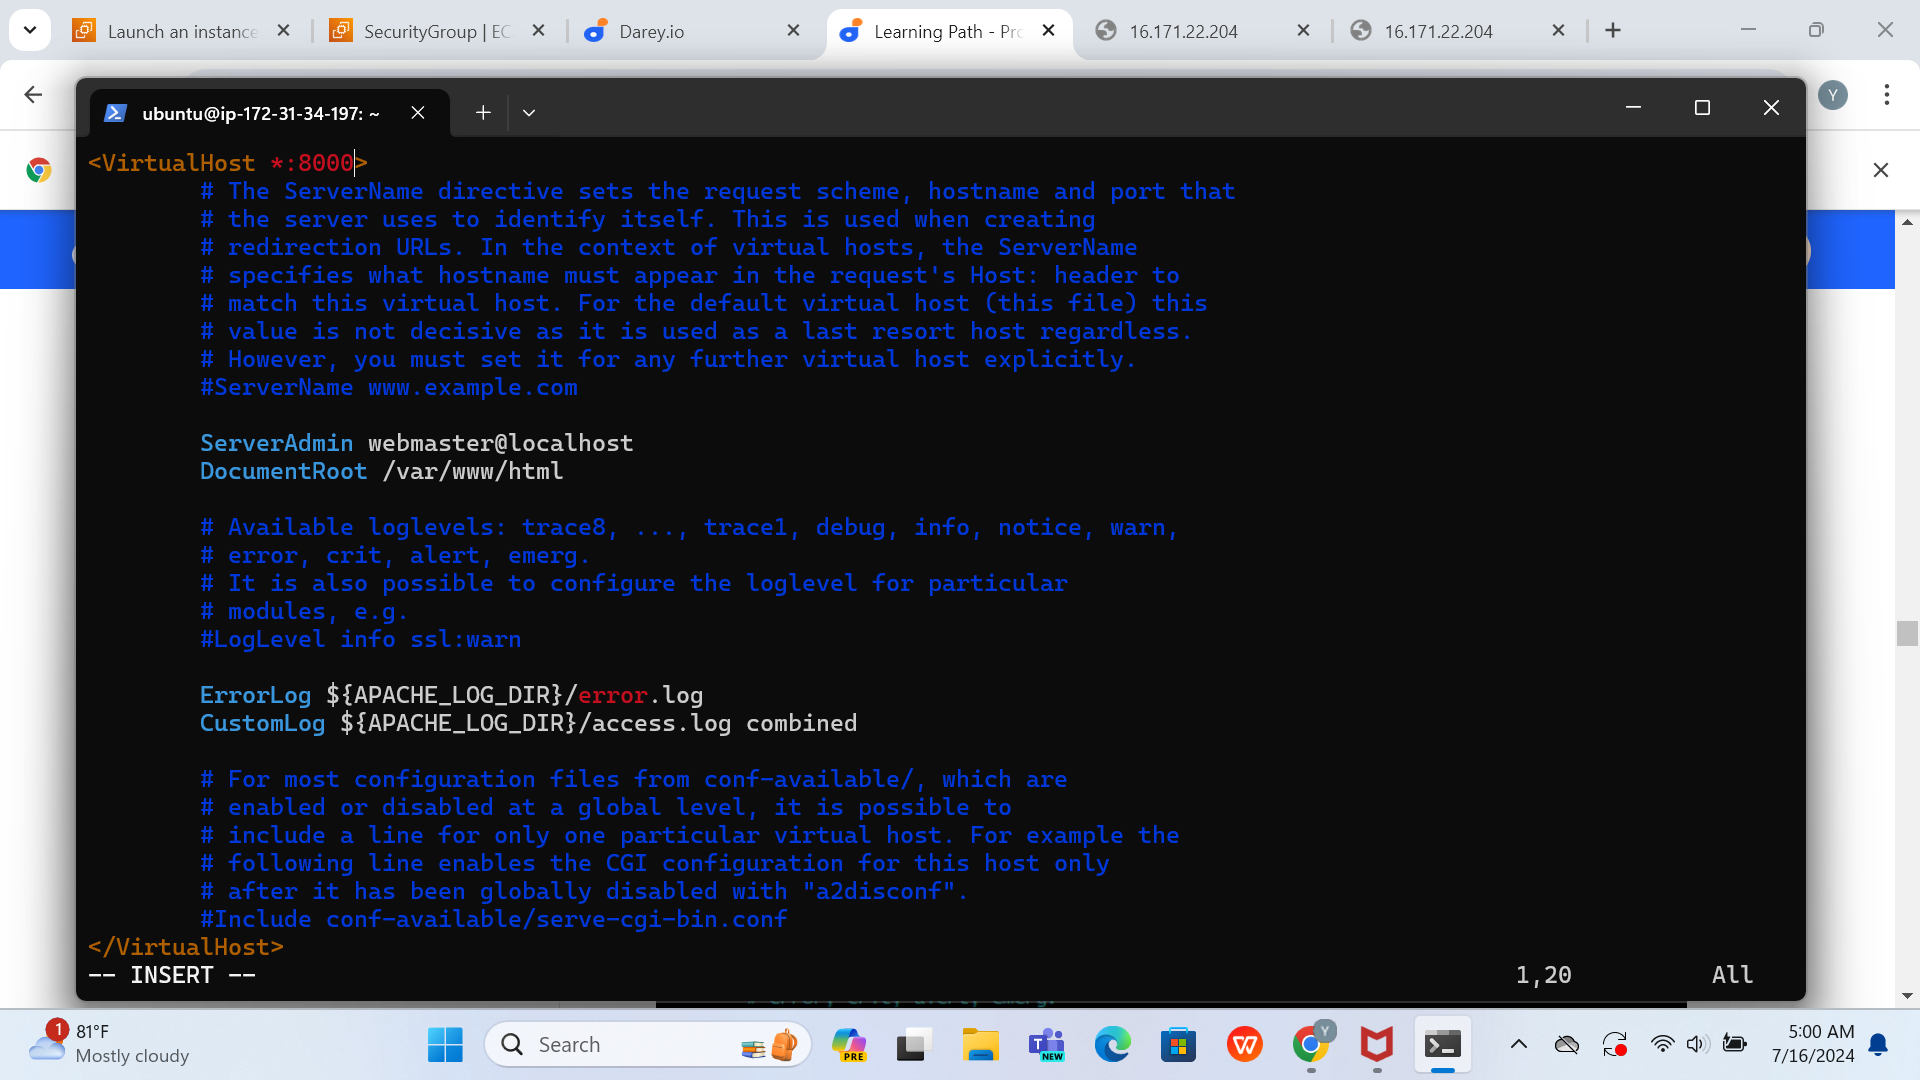 Launch an instance
SecurityGroup | EC
Darey.io
Learning Path - Pro
16.171.22.204
16.171.22.204
ubuntu@ip-172-31-34-197: ~
Y
<VirtualHost *:8000>
# The ServerName directive sets the request scheme, hostname and port that
# the server uses to identify itself. This is used when creating
# redirection URLs. In the context of virtual hosts, the ServerName
# specifies what hostname must appear in the request's Host: header to
# match this virtual host. For the default virtual host (this file) this
# value is not decisive as it is used as a last resort host regardless.
# However, you must set it for any further virtual host explicitly.
#ServerName www.example.com
ServerAdmin webmaster@localhost
DocumentRoot /var/www/html
# Available loglevels: trace8, ..., trace1, debug, info, notice, warn,
# error, crit, alert, emerg.
# It is also possible to configure the loglevel for particular
# modules, e.g.
#LogLevel info ssl:warn
ErrorLog ${APACHE_LOG_DIR}/error.log
CustomLog ${APACHE_LOG_DIR}/access.log combined
# For most configuration files from conf-available/, which are
# enabled or disabled at a global level, it is possible to
# include a line for only one particular virtual host. For example the
# following line enables the CGI configuration for this host only
# after it has been globally disabled with "a2disconf".
#Include conf-available/serve-cgi-bin.conf
</VirtualHost>
-- INSERT --
1,20
All
1
81°F
Mostly cloudy
Search
PRE
T
NEW
W
Y
5:00 AM
7/16/2024